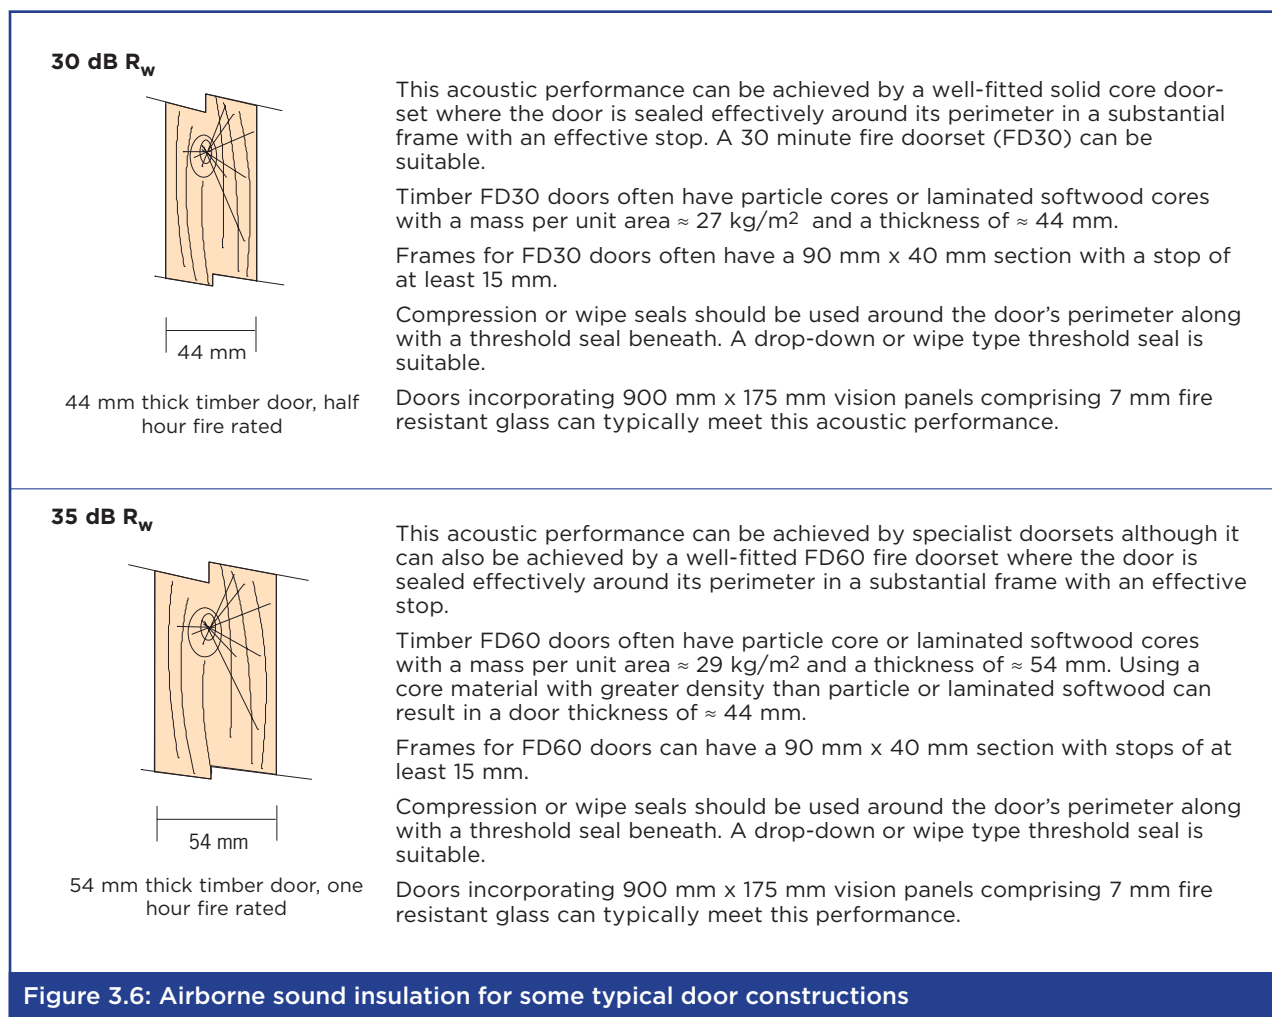 30 dB Rw
This acoustic performance can be achieved by a well-fitted solid core door-
set where the door is sealed effectively around its perimeter in a substantial
frame with an effective stop. A 30 minute fire doorset (FD30) can be
suitable.
Timber FD30 doors often have particle cores or laminated softwood cores
with a mass per unit area ≈ 27 kg/m2 and a thickness of ≈ 44 mm.
Frames for FD30 doors often have a 90 mm x 40 mm section with a stop of
at least 15 mm.
Compression or wipe seals should be used around the door’s perimeter along
with a threshold seal beneath. A drop-down or wipe type threshold seal is
suitable.
Doors incorporating 900 mm x 175 mm vision panels comprising 7 mm fire
resistant glass can typically meet this acoustic performance.
44 mm
44 mm thick timber door, half
hour fire rated
35 dB Rw
This acoustic performance can be achieved by specialist doorsets although it
can also be achieved by a well-fitted FD60 fire doorset where the door is
sealed effectively around its perimeter in a substantial frame with an effective
stop.
Timber FD60 doors often have particle core or laminated softwood cores
with a mass per unit area ≈ 29 kg/m2 and a thickness of ≈ 54 mm. Using a
core material with greater density than particle or laminated softwood can
result in a door thickness of ≈ 44 mm.
Frames for FD60 doors can have a 90 mm x 40 mm section with stops of at
least 15 mm.
Compression or wipe seals should be used around the door’s perimeter along
with a threshold seal beneath. A drop-down or wipe type threshold seal is
suitable.
Doors incorporating 900 mm x 175 mm vision panels comprising 7 mm fire
resistant glass can typically meet this performance.
54 mm
54 mm thick timber door, one
hour fire rated
Figure 3.6: Airborne sound insulation for some typical door constructions